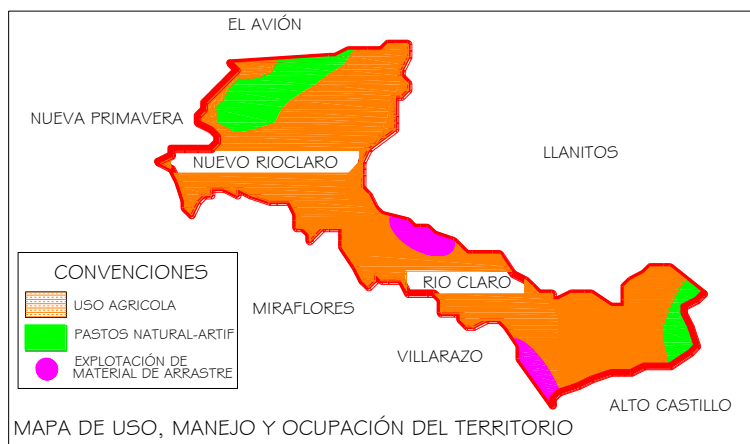 EL AVIÓN
NUEVA PRIMAVERA
LLANITOS
NUEVO RIOCLARO
CONVENCIONES
USO AGRICOLA
PASTOS NATURAL-ARTIF
EXPLOTACIÓN DE
MATERIAL DE ARRASTRE
RIO CLARO
MIRAFLORES
VILLARAZO
ALTO CASTILLO
MAPA DE USO, MANEJO Y OCUPACIÓN DEL TERRITORIO